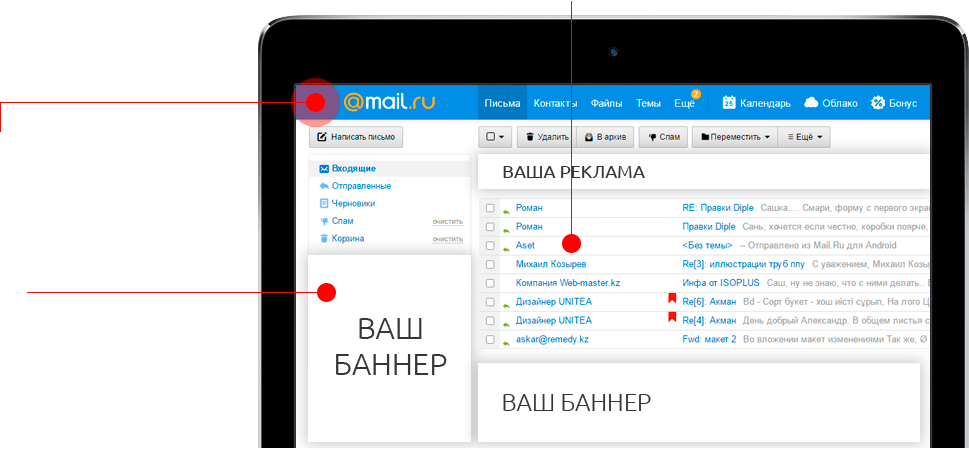 @mail.ru
Письма Контакты Файлы Темы Ещё 2 25 Календарь Облако Бонус
Написать письмо
Удалить В архив Спам Переместить Ещё
Входящие
Отправленные
Черновики
Спам очистить
Корзина очистить
ВАШ
БАННЕР
ВАША РЕКЛАМА
Роман RE: Правки Diple Сашка.... Смари, форму с первого экра
Роман Правки Diple Сань, хочется если честно, коробки поярче,
Aset <Без темы> – Отправлено из Mail.Ru для Android
Михаил Козырев Re[3]: иллюстрации труб ппу С уважением, Михаил Козыр
Компания Web-master.kz Инфа от ISOPLUS Саш, ну не знаю, что с ними делать..
Дизайнер UNITEA Re[6]: Акман Bd - Сорт букет - хош иісті сұрып, На лого Ц
Дизайнер UNITEA Re[4]: Акман День добрый Александр. В общем листья с
askar@remedy.kz Fwd: макет 2 Во вложении макет изменениями Так же, Ø
ВАШ БАННЕР